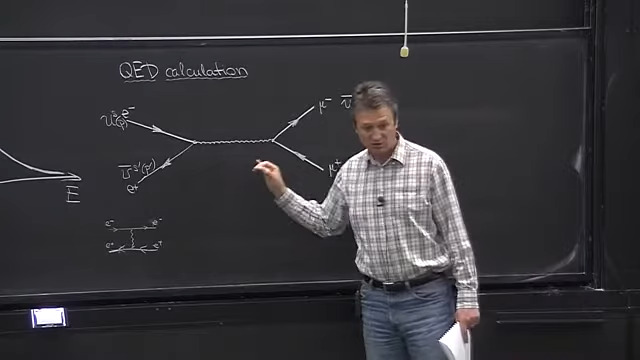 QED calculation
e⁻
μ⁻
(p)
v̄ˢ'(p')
e⁺
μ⁺
E
e⁻ e⁻
e⁺ e⁺